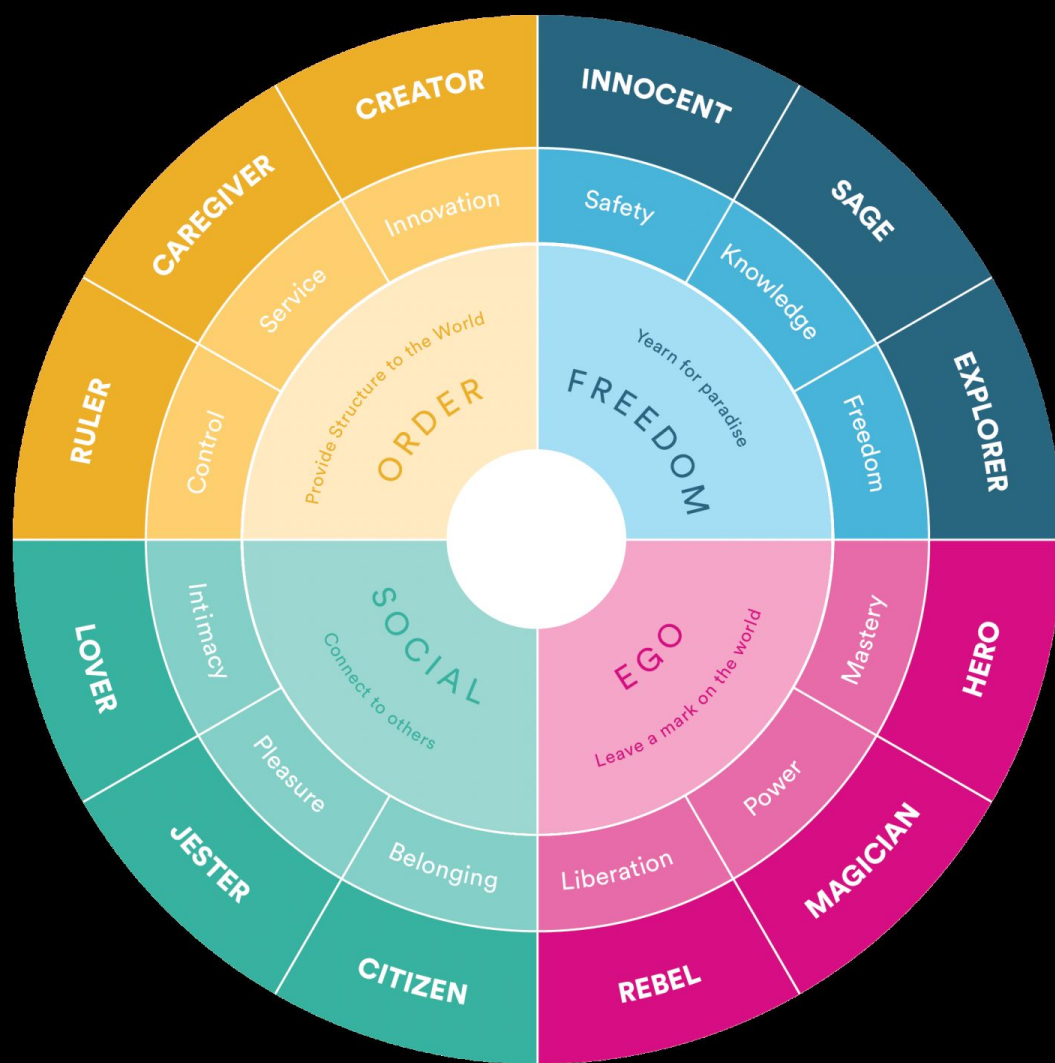 INNOCENT
SAGE
EXPLORER
HERO
MAGICIAN
REBEL
CITIZEN
JESTER
LOVER
RULER
CAREGIVER
CREATOR
Safety
Knowledge
Freedom
Mastery
Power
Liberation
Belonging
Pleasure
Intimacy
Control
Service
Innovation
Yearn for paradise
FREEDOM
EGO
Leave a mark on the world
SOCIAL
Connect to others
Provide Structure to the World
ORDER